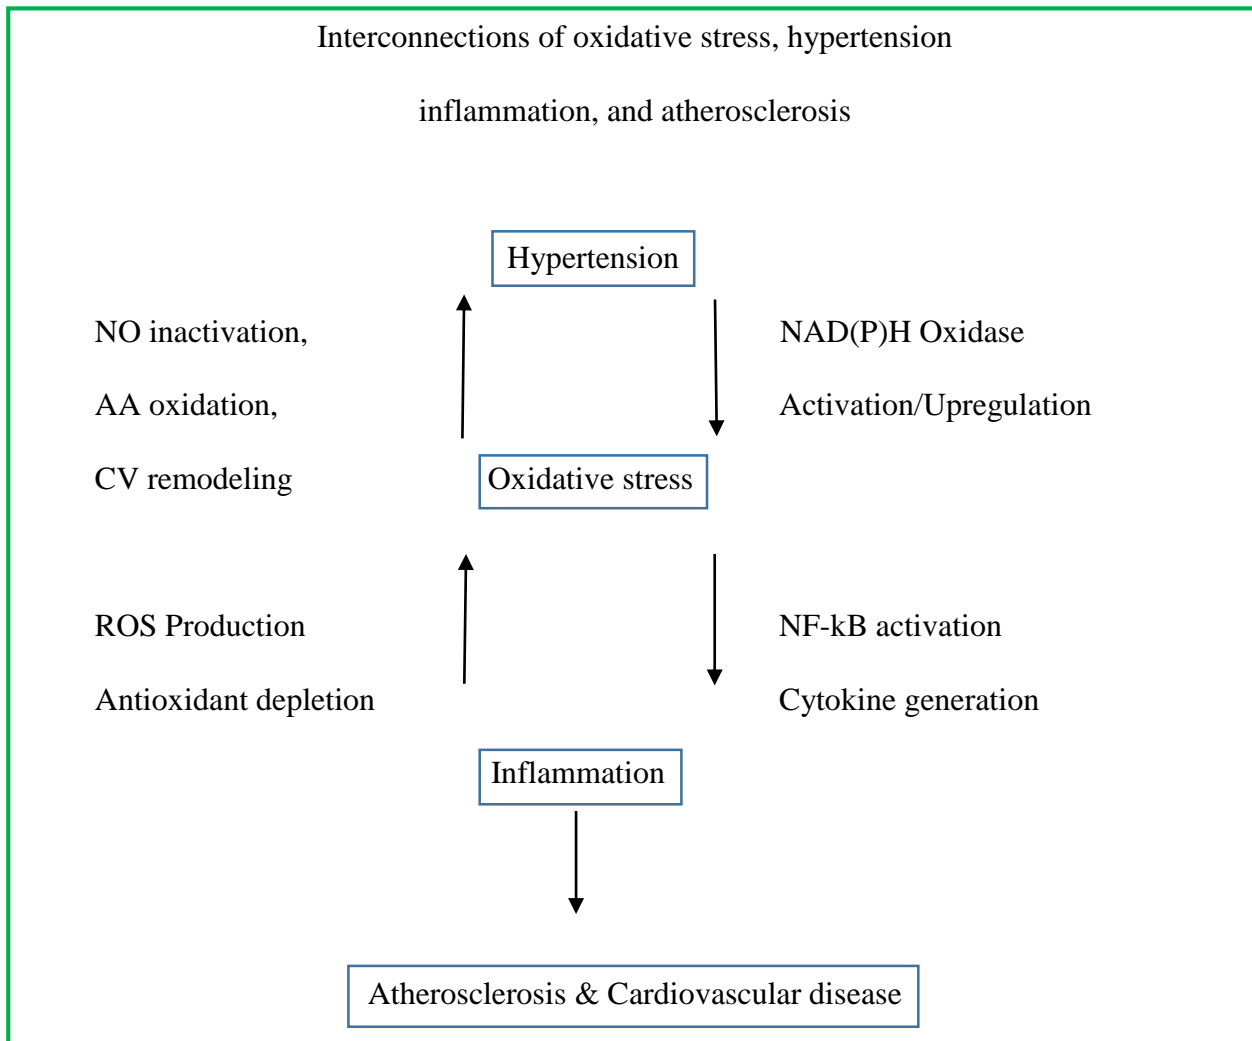 Interconnections of oxidative stress, hypertension
inflammation, and atherosclerosis
Hypertension
NO inactivation,
NAD(P)H Oxidase
AA oxidation,
Activation/Upregulation
CV remodeling
Oxidative stress
ROS Production
NF-kB activation
Antioxidant depletion
Cytokine generation
Inflammation
Atherosclerosis & Cardiovascular disease